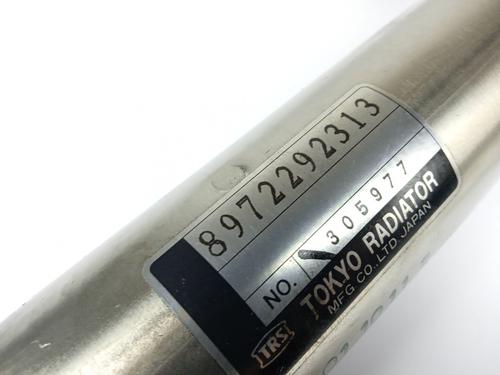 8972292313
NO. 305977
TRS TOKYO RADIATOR
MFG CO., LTD. JAPAN